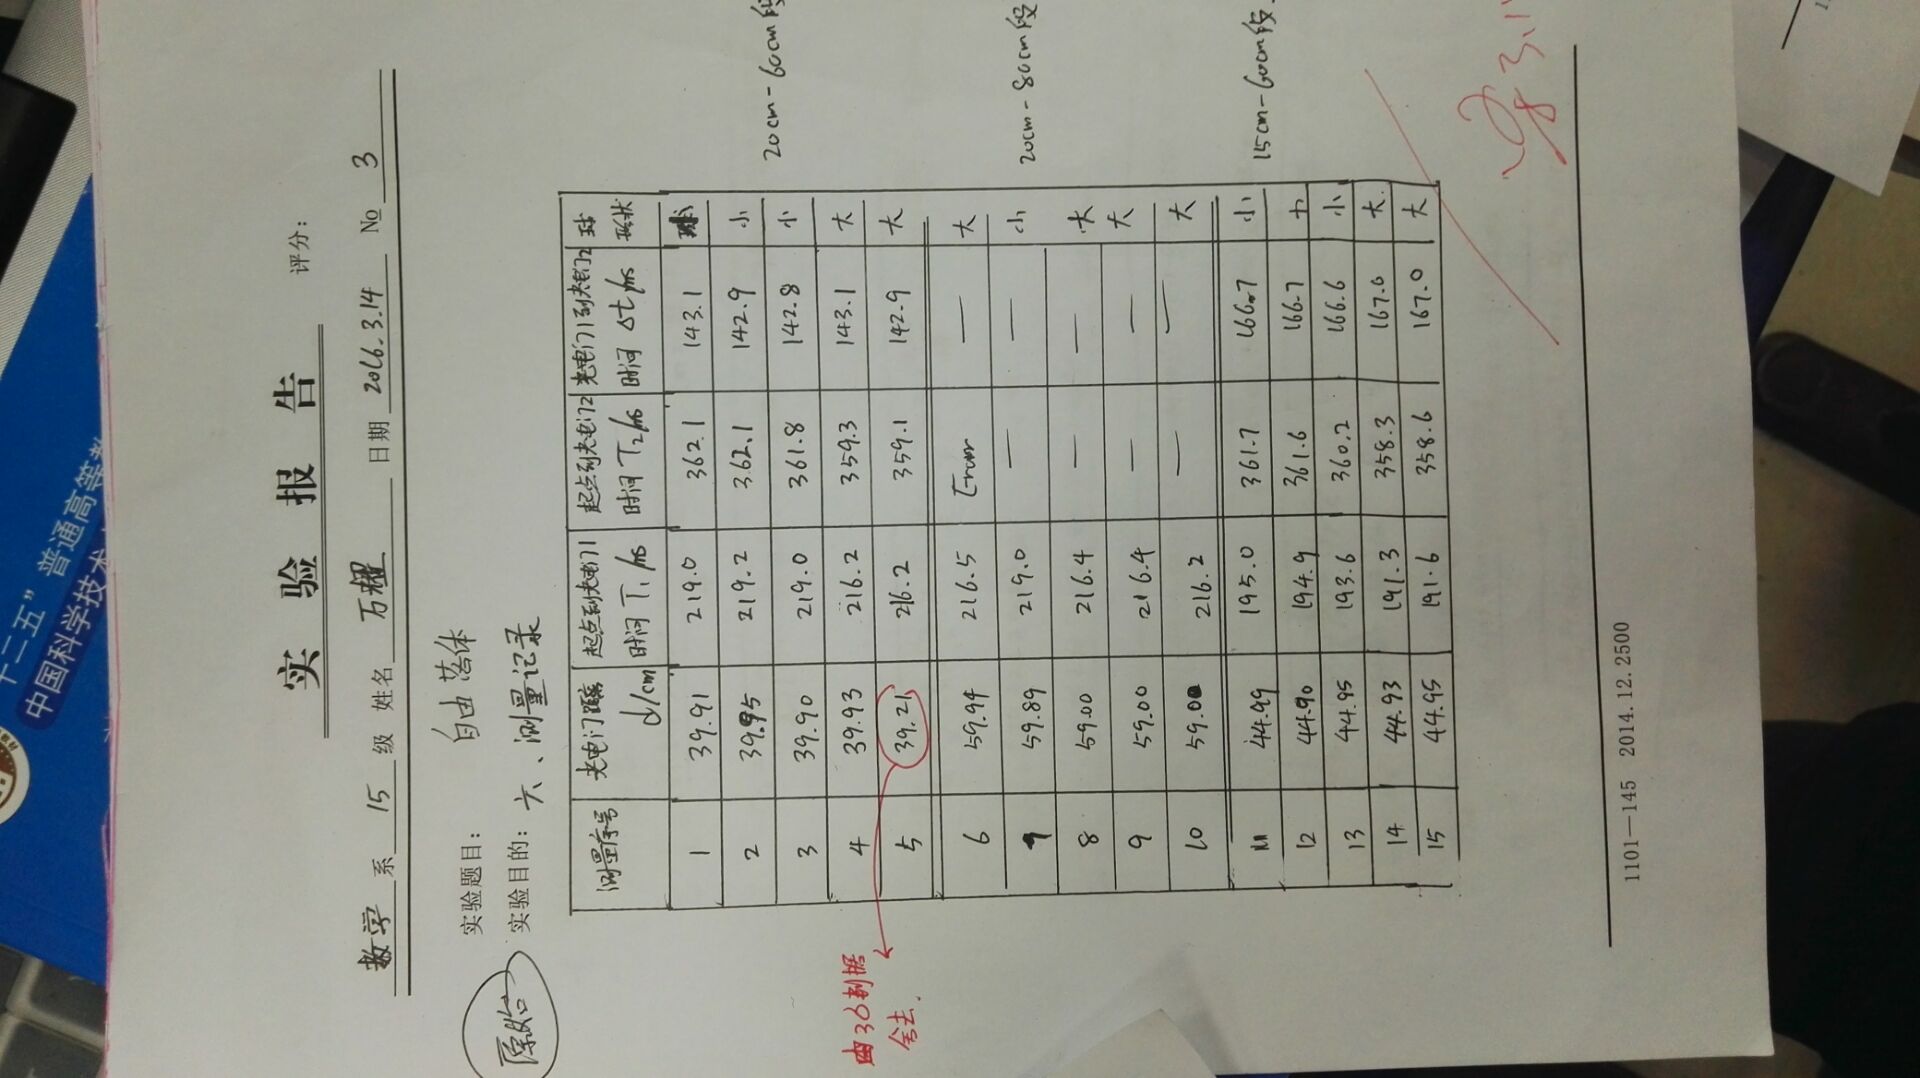 十二五”普通高等
中国科学技术
实 验 报 告
评分:
数学 系 15 级 姓名 万耀 日期 2016.3.14 № 3
实验题目: 自由落体
实验目的: 六、测量记录
原始
测量序号 光电门距离 d/cm 起点到光电门1时间 T₁/ms 起点到光电门2时间 T₂/ms 光电门1到光电门2时间 Δt/ms 球形状
1 39.91 219.0 362.1 143.1
2 39.95 219.2 362.1 142.9 小
3 39.90 219.0 361.8 142.8 小
4 39.93 216.2 359.3 143.1 大
5 39.21 216.2 359.1 142.9 大
6 59.94 216.5 Error — 大
7 59.89 219.0 — — 小
8 59.00 216.4 — — 大
9 59.00 216.4 — — 大
10 59.00 216.2 — — 大
11 44.99 195.0 361.7 166.7 小
12 44.90 194.9 361.6 166.7 小
13 44.95 193.6 360.2 166.6 小
14 44.93 191.3 358.3 167.0 大
15 44.95 191.6 358.6 167.0 大
20cm-60cm段
20cm-80cm段.
15cm-60cm段.
由3δ判据
舍去.
3.1
1101—145 2014.12.2500